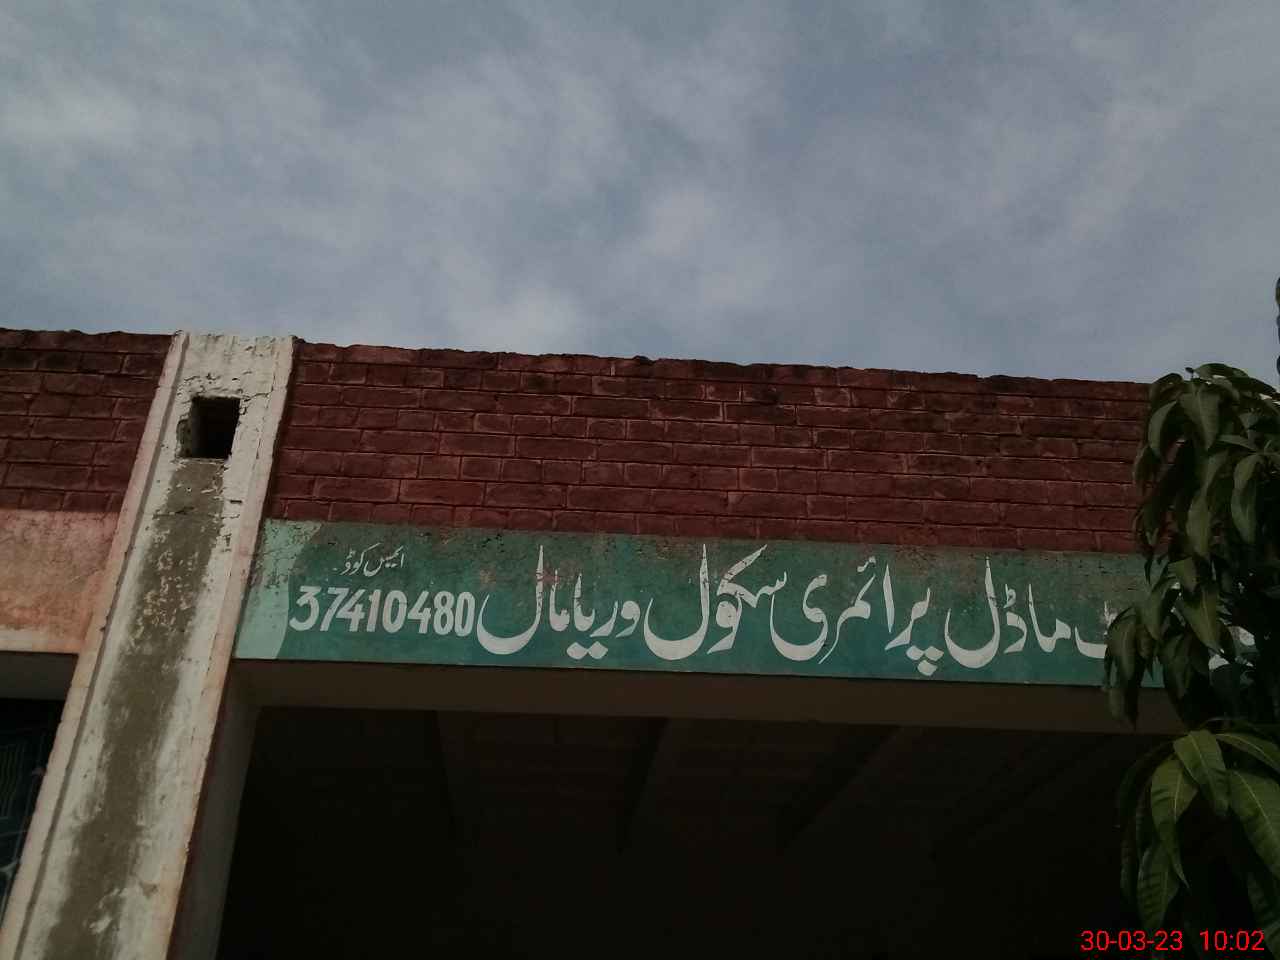 ماڈل پرائمری سکول وریامال
ایمس کوڈ
37410480
30-03-23 10:02